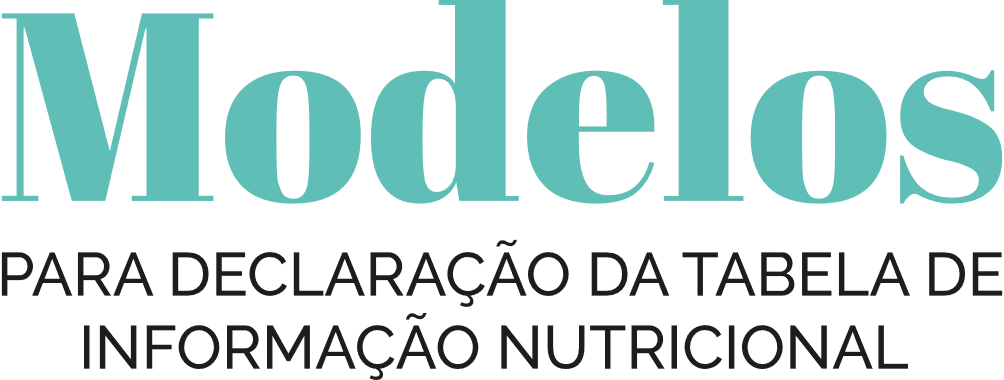 Modelos
PARA DECLARAÇÃO DA TABELA DE
INFORMAÇÃO NUTRICIONAL